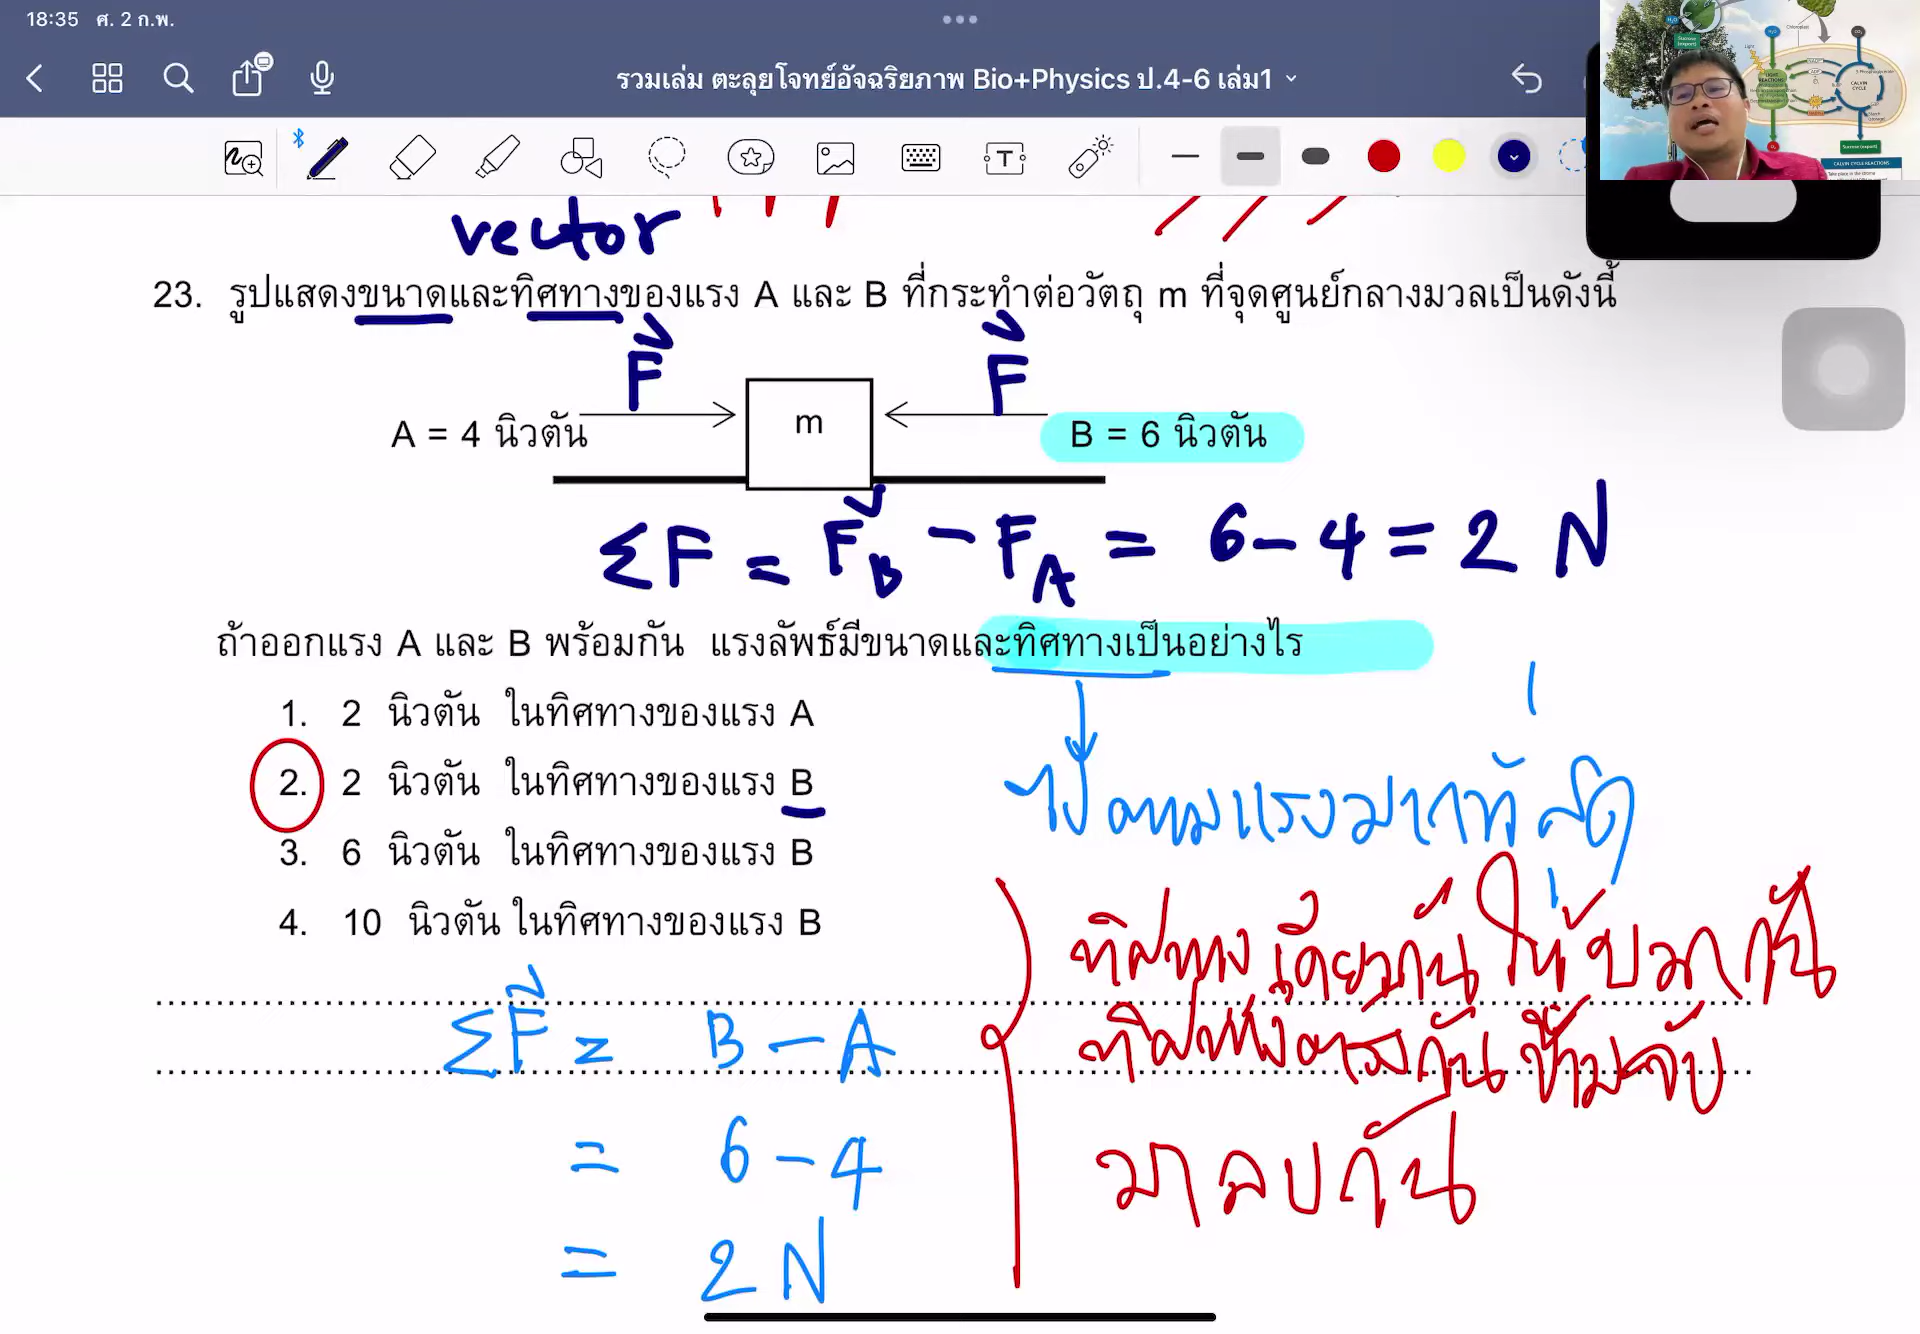 18:35 ศ. 2 ก.พ.
รวมเล่ม ตะลุยโจทย์อัจฉริยภาพ Bio+Physics ป.4-6 เล่ม1
vector
23. รูปแสดงขนาดและทิศทางของแรง A และ B ที่กระทำต่อวัตถุ m ที่จุดศูนย์กลางมวลเป็นดังนี้
F F
A = 4 นิวตัน m B = 6 นิวตัน
ΣF = F_B - F_A = 6-4 = 2 N
ถ้าออกแรง A และ B พร้อมกัน แรงลัพธ์มีขนาดและทิศทางเป็นอย่างไร
1. 2 นิวตัน ในทิศทางของแรง A
2. 2 นิวตัน ในทิศทางของแรง B
3. 6 นิวตัน ในทิศทางของแรง B
4. 10 นิวตัน ในทิศทางของแรง B
ไปตามแรงมากที่สุด
ทิศทางเดียวกัน ให้บวกกัน
ทิศทางตรงกันข้ามจับ
มาลบกัน
ΣF = B - A
= 6 - 4
= 2 N
CALVIN CYCLE
CALVIN CYCLE REACTIONS